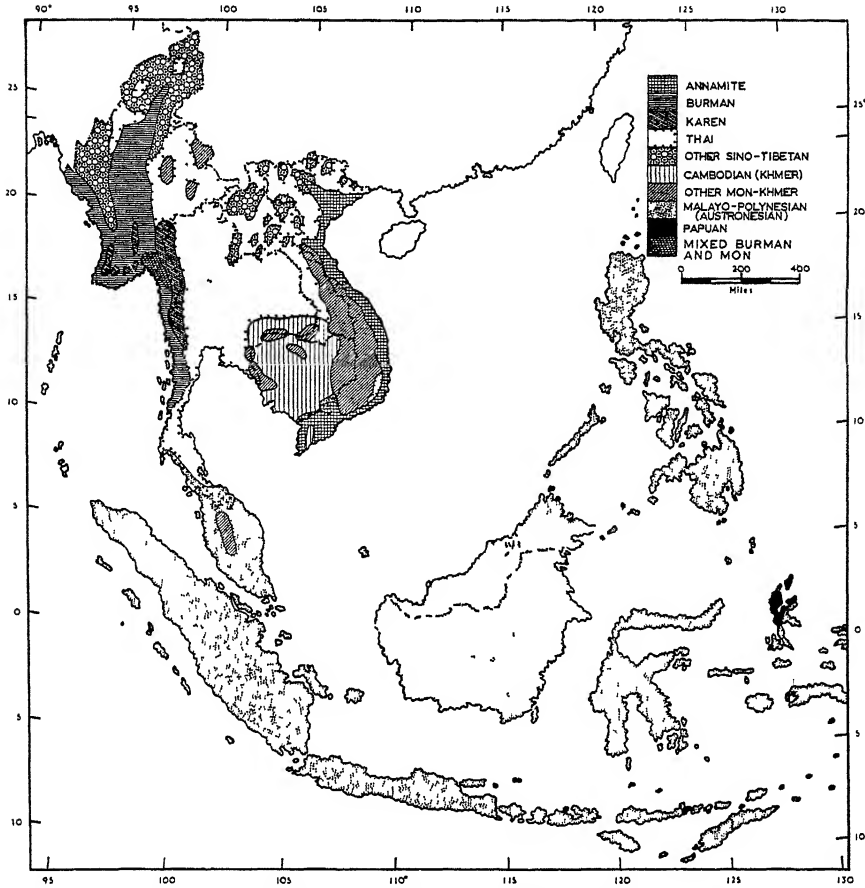 90°
95
100
105
110
115
120
125
130
25
20
15
10
5
0
5
10
25
20
15
10
5
0
5
10
ANNAMITE
BURMAN
KAREN
THAI
OTHER SINO-TIBETAN
CAMBODIAN (KHMER)
OTHER MON-KHMER
MALAYO-POLYNESIAN
(AUSTRONESIAN)
PAPUAN
MIXED BURMAN
AND MON
0 200 400
Miles
95
100
105
110°
115
120
125
130